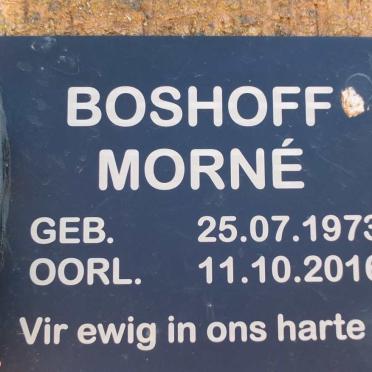 BOSHOFF
MORNÉ
GEB. 25.07.1973
OORL. 11.10.2016
Vir ewig in ons harte